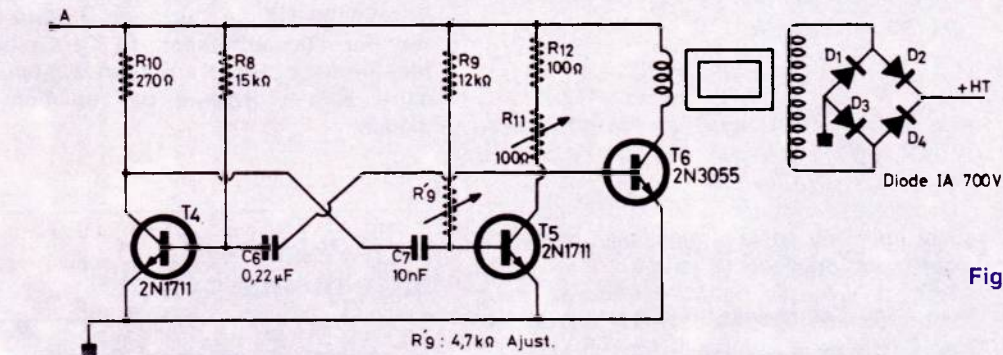 A
R10
270Ω
R8
15kΩ
R9
12kΩ
R12
100Ω
R11
100Ω
R'9
T4
2N1711
C6
0,22µF
C7
10nF
T5
2N1711
T6
2N3055
D1
D2
D3
D4
+HT
Diode 1A 700V
Fig
R'9 : 4,7kΩ Ajust.